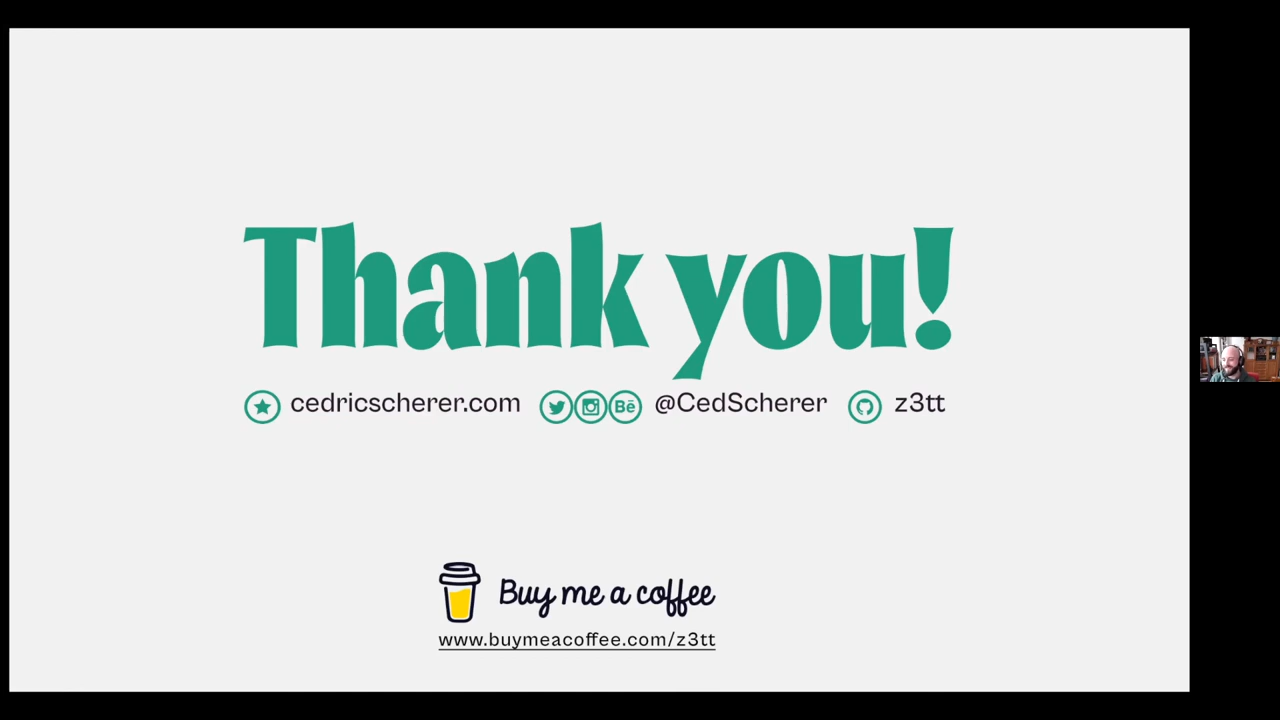 Thank you!
cedricscherer.com Bē @CedScherer z3tt
Buy me a coffee
www.buymeacoffee.com/z3tt